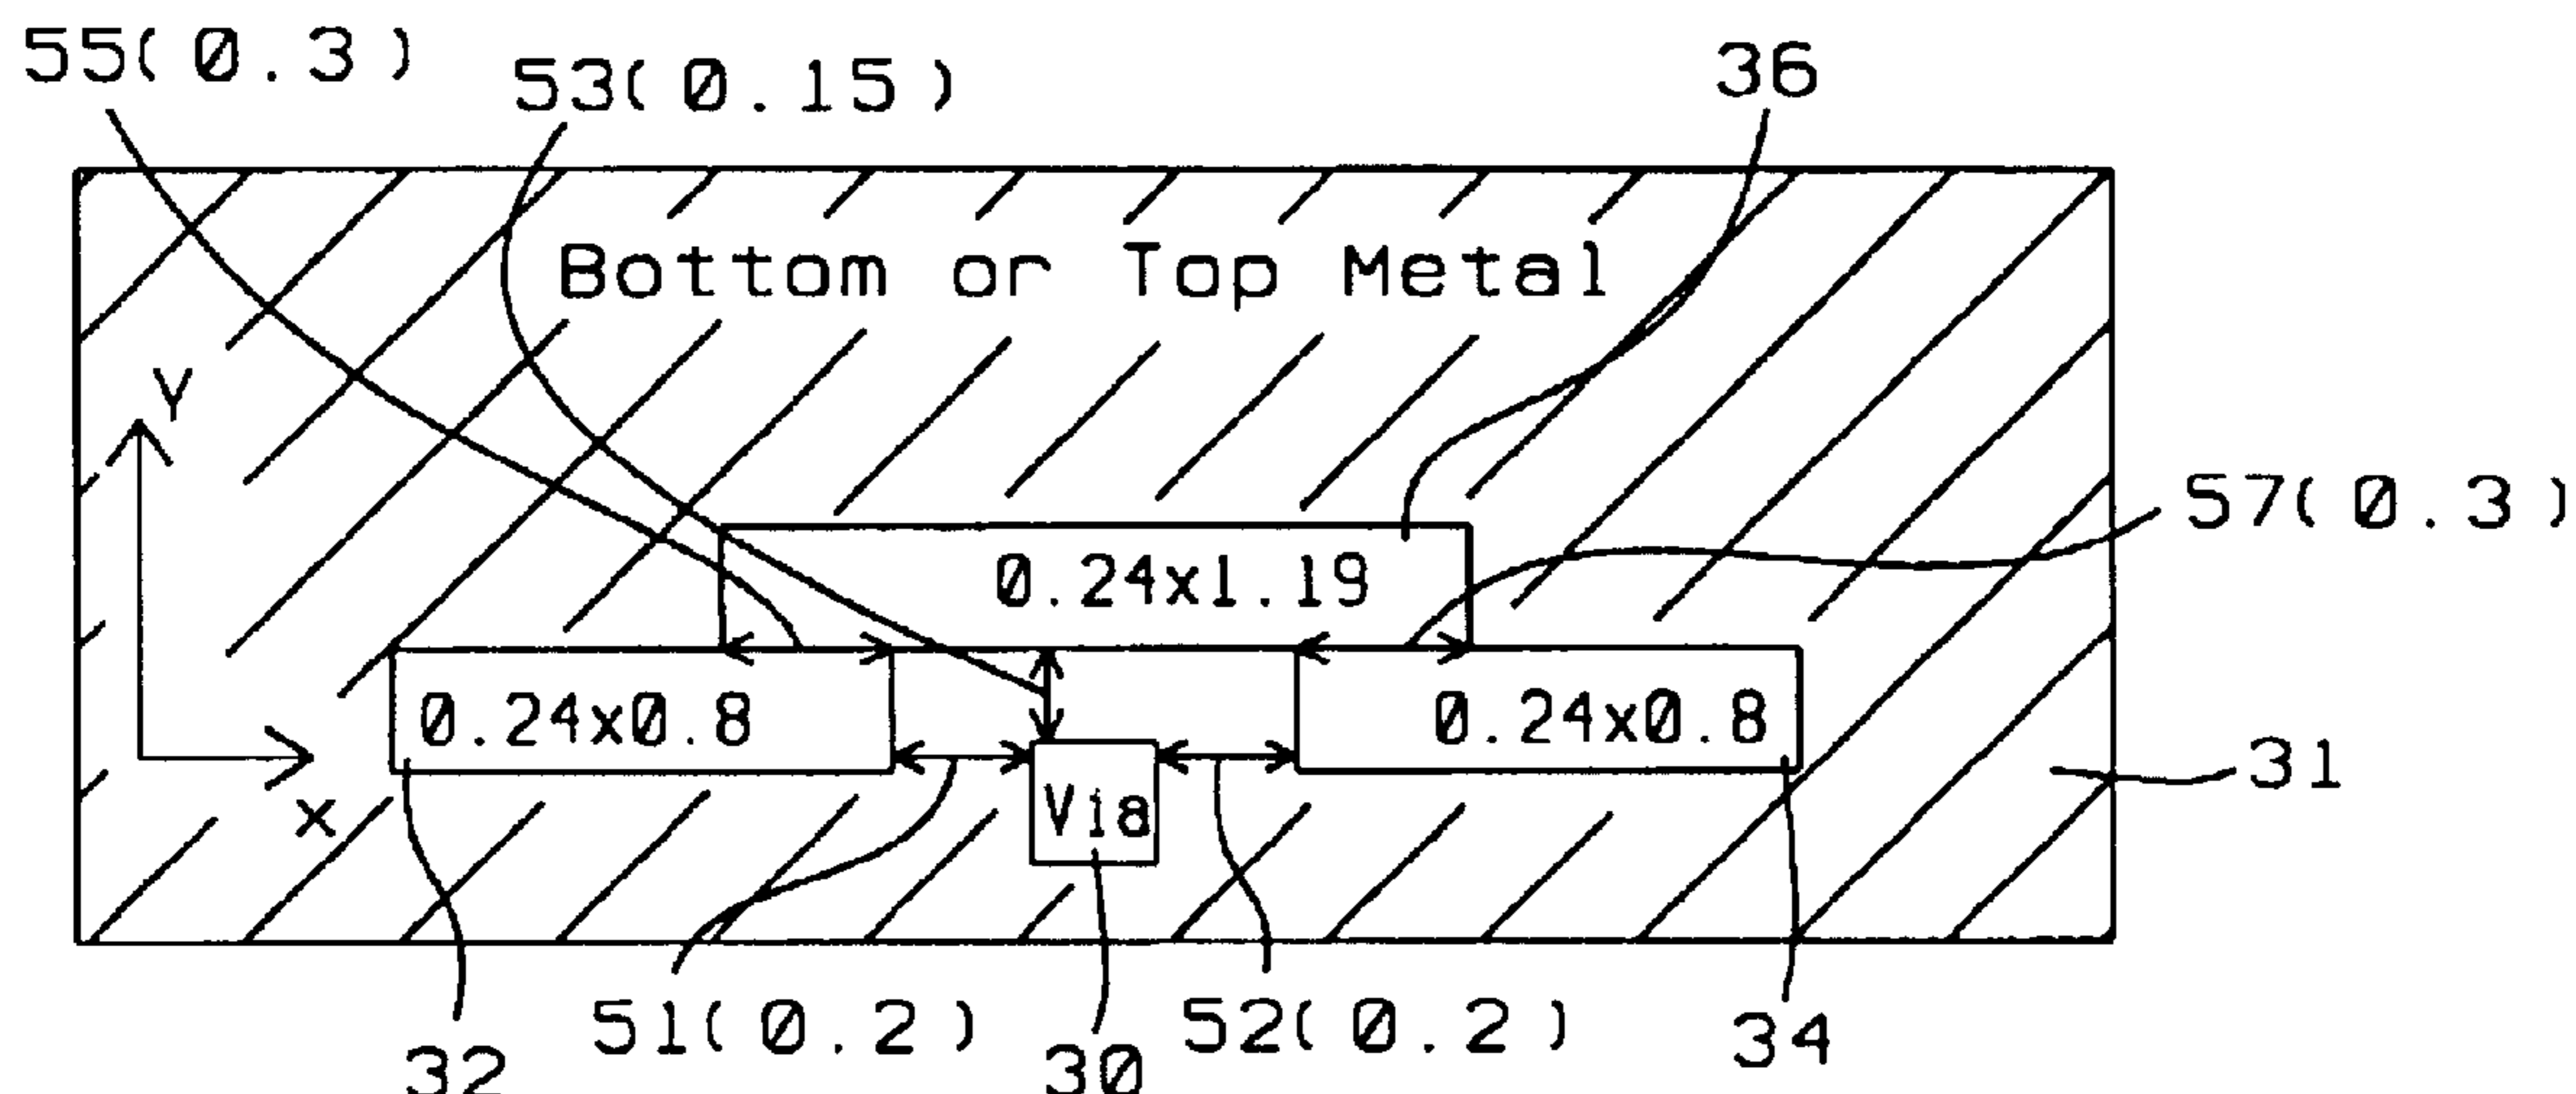 55(0.3)
53(0.15)
36
Bottom or Top Metal
Y
57(0.3)
0.24x1.19
0.24x0.8
0.24x0.8
31
Via
X
51(0.2)
52(0.2)
34
32
30